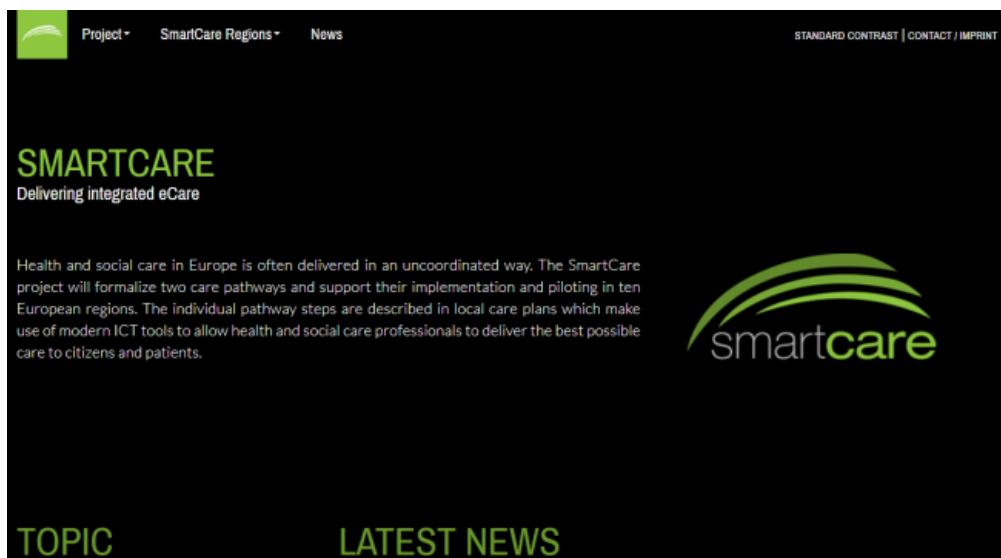 Project
SmartCare Regions
News
STANDARD CONTRAST | CONTACT / IMPRINT
SMARTCARE
Delivering integrated eCare
Health and social care in Europe is often delivered in an uncoordinated way. The SmartCare
project will formalize two care pathways and support their implementation and piloting in ten
European regions. The individual pathway steps are described in local care plans which make
use of modern ICT tools to allow health and social care professionals to deliver the best possible
care to citizens and patients.
smartcare
TOPIC
LATEST NEWS